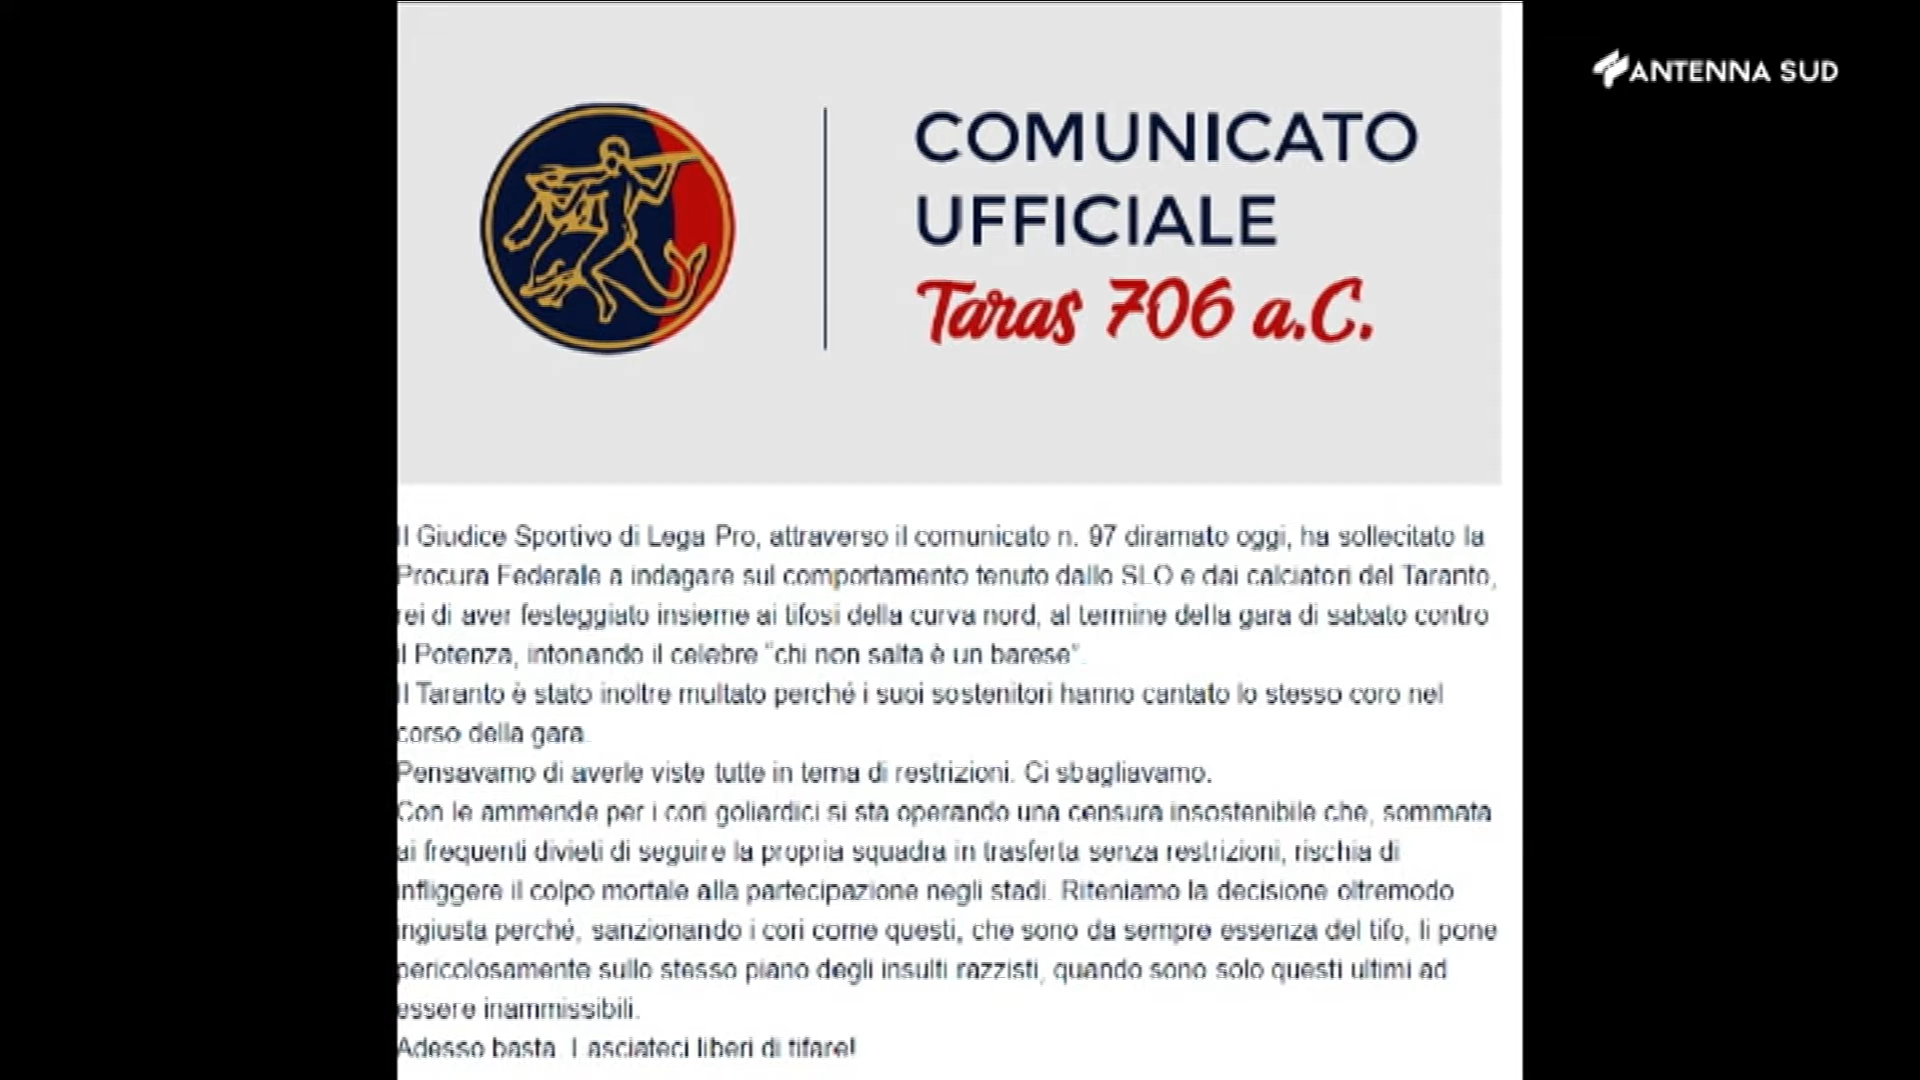 ANTENNA SUD
COMUNICATO
UFFICIALE
Taras 706 a.C.
Il Giudice Sportivo di Lega Pro, attraverso il comunicato n. 97 diramato oggi, ha sollecitato la
Procura Federale a indagare sul comportamento tenuto dallo SLO e dai calciatori del Taranto,
rei di aver festeggiato insieme ai tifosi della curva nord, al termine della gara di sabato contro
il Potenza, intonando il celebre “chi non salta è un barese”.
Il Taranto è stato inoltre multato perché i suoi sostenitori hanno cantato lo stesso coro nel
corso della gara.
Pensavamo di averle viste tutte in tema di restrizioni. Ci sbagliavamo.
Con le ammende per i cori goliardici si sta operando una censura insostenibile che, sommata
ai frequenti divieti di seguire la propria squadra in trasferta senza restrizioni, rischia di
infliggere il colpo mortale alla partecipazione negli stadi. Riteniamo la decisione oltremodo
ingiusta perché, sanzionando i cori come questi, che sono da sempre essenza del tifo, li pone
pericolosamente sullo stesso piano degli insulti razzisti, quando sono solo questi ultimi ad
essere inammissibili.
Adesso basta. Lasciateci liberi di tifare!